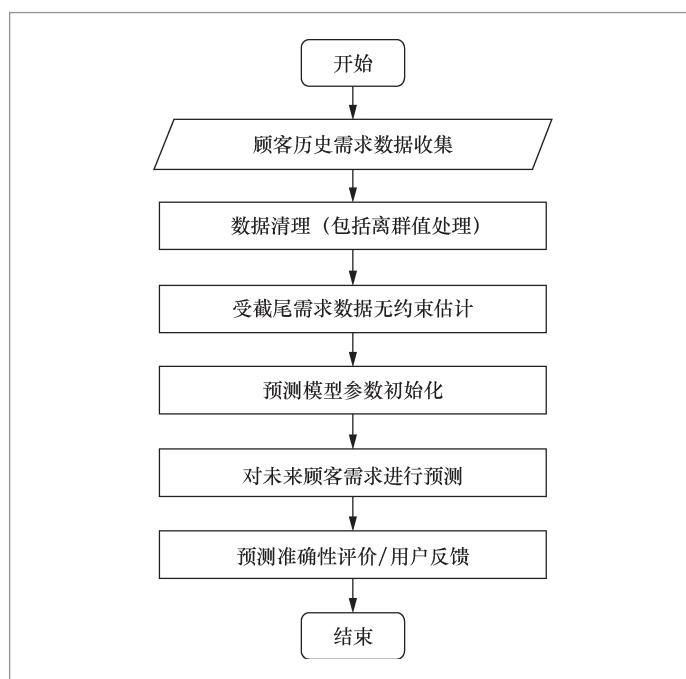 开始
顾客历史需求数据收集
数据清理（包括离群值处理）
受截尾需求数据无约束估计
预测模型参数初始化
对未来顾客需求进行预测
预测准确性评价/用户反馈
结束